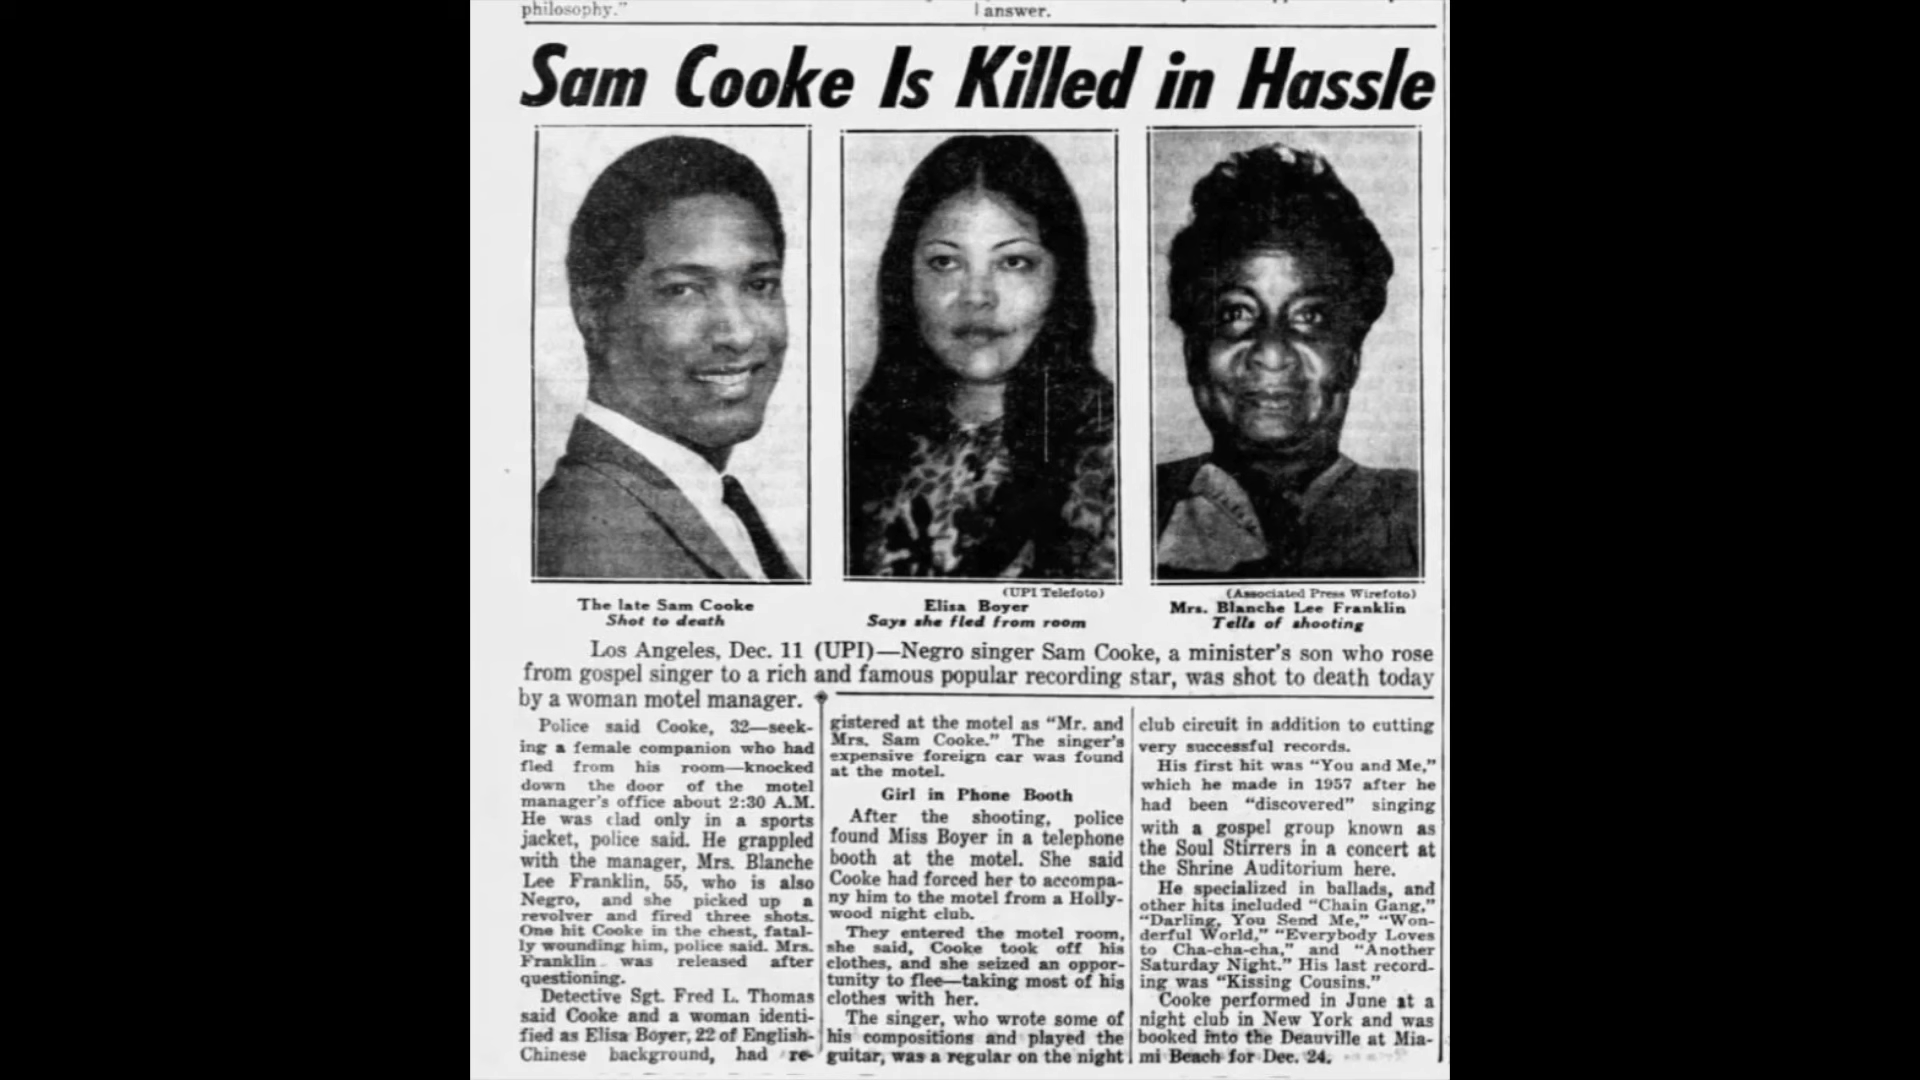 philosophy."
answer.
Sam Cooke Is Killed in Hassle
The late Sam Cooke
Shot to death
(UPI Telefoto)
Elisa Boyer
Says she fled from room
(Associated Press Wirefoto)
Mrs. Blanche Lee Franklin
Tells of shooting
Los Angeles, Dec. 11 (UPI)—Negro singer Sam Cooke, a minister's son who rose
from gospel singer to a rich and famous popular recording star, was shot to death today
by a woman motel manager.
Police said Cooke, 32—seek-
ing a female companion who had
fled from his room—knocked
down the door of the motel
manager's office about 2:30 A.M.
He was clad only in a sports
jacket, police said. He grappled
with the manager, Mrs. Blanche
Lee Franklin, 55, who is also
Negro, and she picked up a
revolver and fired three shots.
One hit Cooke in the chest, fatal-
ly wounding him, police said. Mrs.
Franklin was released after
questioning.
Detective Sgt. Fred L. Thomas
said Cooke and a woman identi-
fied as Elisa Boyer, 22 of English-
Chinese background, had re-
gistered at the motel as "Mr. and
Mrs. Sam Cooke." The singer's
expensive foreign car was found
at the motel.
Girl in Phone Booth
After the shooting, police
found Miss Boyer in a telephone
booth at the motel. She said
Cooke had forced her to accompa-
ny him to the motel from a Holly-
wood night club.
They entered the motel room,
she said, Cooke took off his
clothes, and she seized an oppor-
tunity to flee—taking most of his
clothes with her.
The singer, who wrote some of
his compositions and played the
guitar, was a regular on the night
club circuit in addition to cutting
very successful records.
His first hit was "You and Me,"
which he made in 1957 after he
had been "discovered" singing
with a gospel group known as
the Soul Stirrers in a concert at
the Shrine Auditorium here.
He specialized in ballads, and
other hits included "Chain Gang,"
"Darling, You Send Me," "Won-
derful World," "Everybody Loves
to Cha-cha-cha," and "Another
Saturday Night." His last record-
ing was "Kissing Cousins."
Cooke performed in June at a
night club in New York and was
booked into the Deauville at Mia-
mi Beach for Dec. 24.